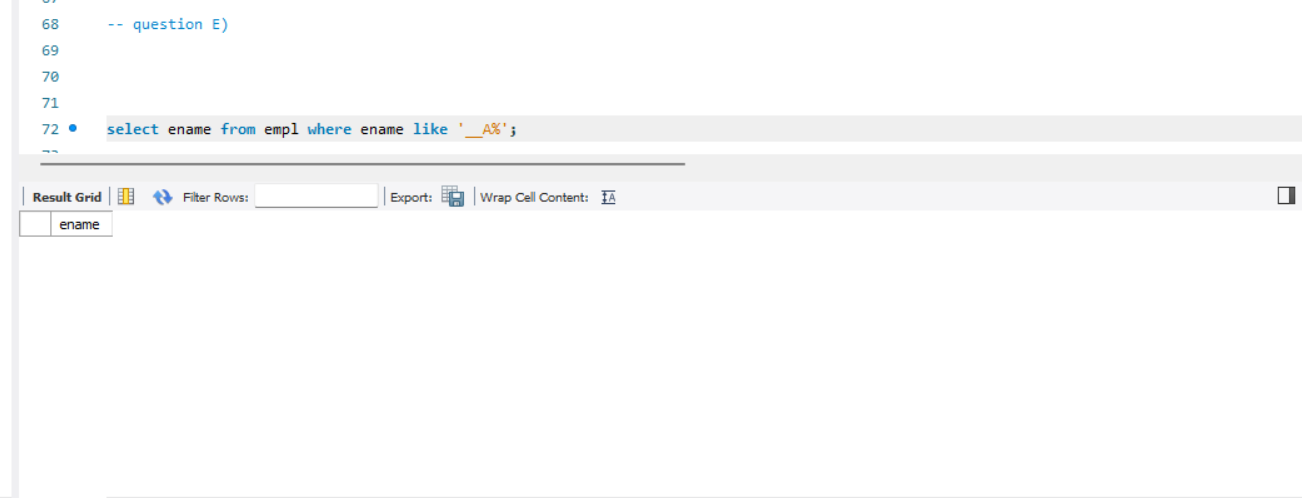 68 -- question E)
69
70
71
72 select ename from empl where ename like '__A%';
Result Grid Filter Rows: Export: Wrap Cell Content: IA
ename